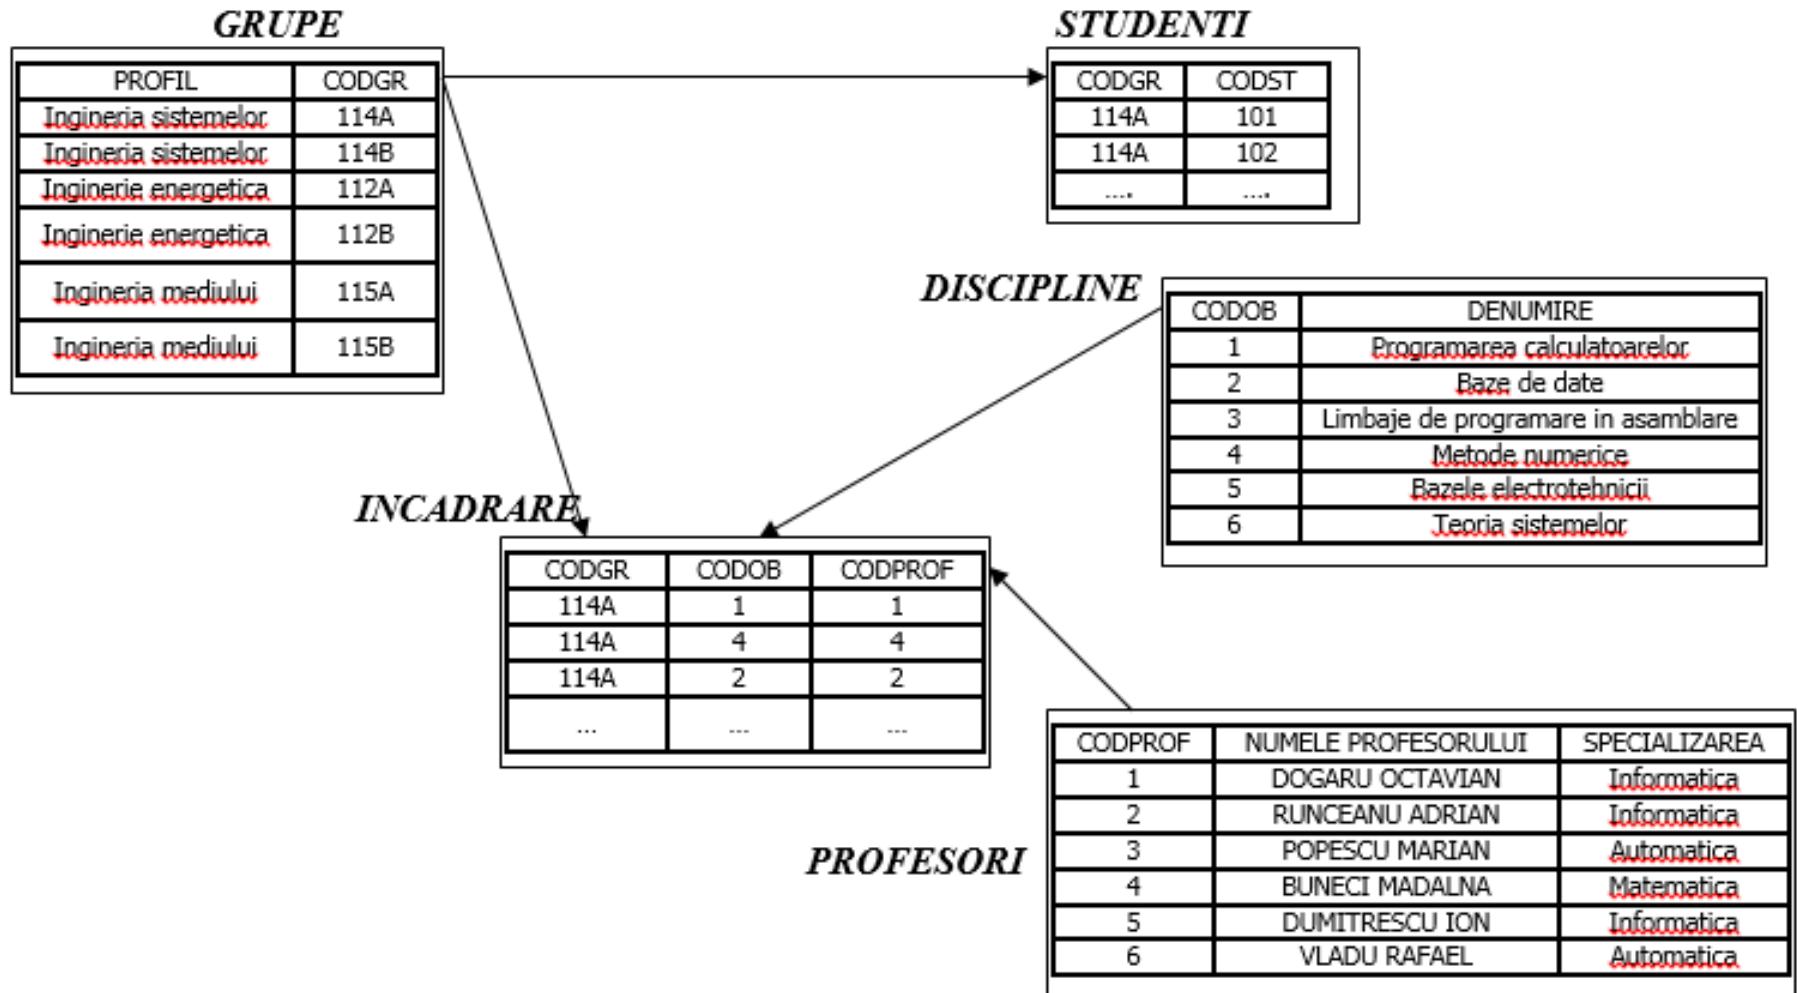 GRUPE
PROFIL CODGR
Ingineria sistemelor 114A
Ingineria sistemelor 114B
Inginerie energetica 112A
Inginerie energetica 112B
Ingineria mediului 115A
Ingineria mediului 115B
STUDENTI
CODGR CODST
114A 101
114A 102
.... ....
DISCIPLINE
CODOB DENUMIRE
1 Programarea calculatoarelor
2 Baze de date
3 Limbaje de programare in asamblare
4 Metode numerice
5 Bazele electrotehnicii
6 Teoria sistemelor
INCADRARE
CODGR CODOB CODPROF
114A 1 1
114A 4 4
114A 2 2
... ... ...
PROFESORI
CODPROF NUMELE PROFESORULUI SPECIALIZAREA
1 DOGARU OCTAVIAN Informatica
2 RUNCEANU ADRIAN Informatica
3 POPESCU MARIAN Automatica
4 BUNECI MADALNA Matematica
5 DUMITRESCU ION Informatica
6 VLADU RAFAEL Automatica